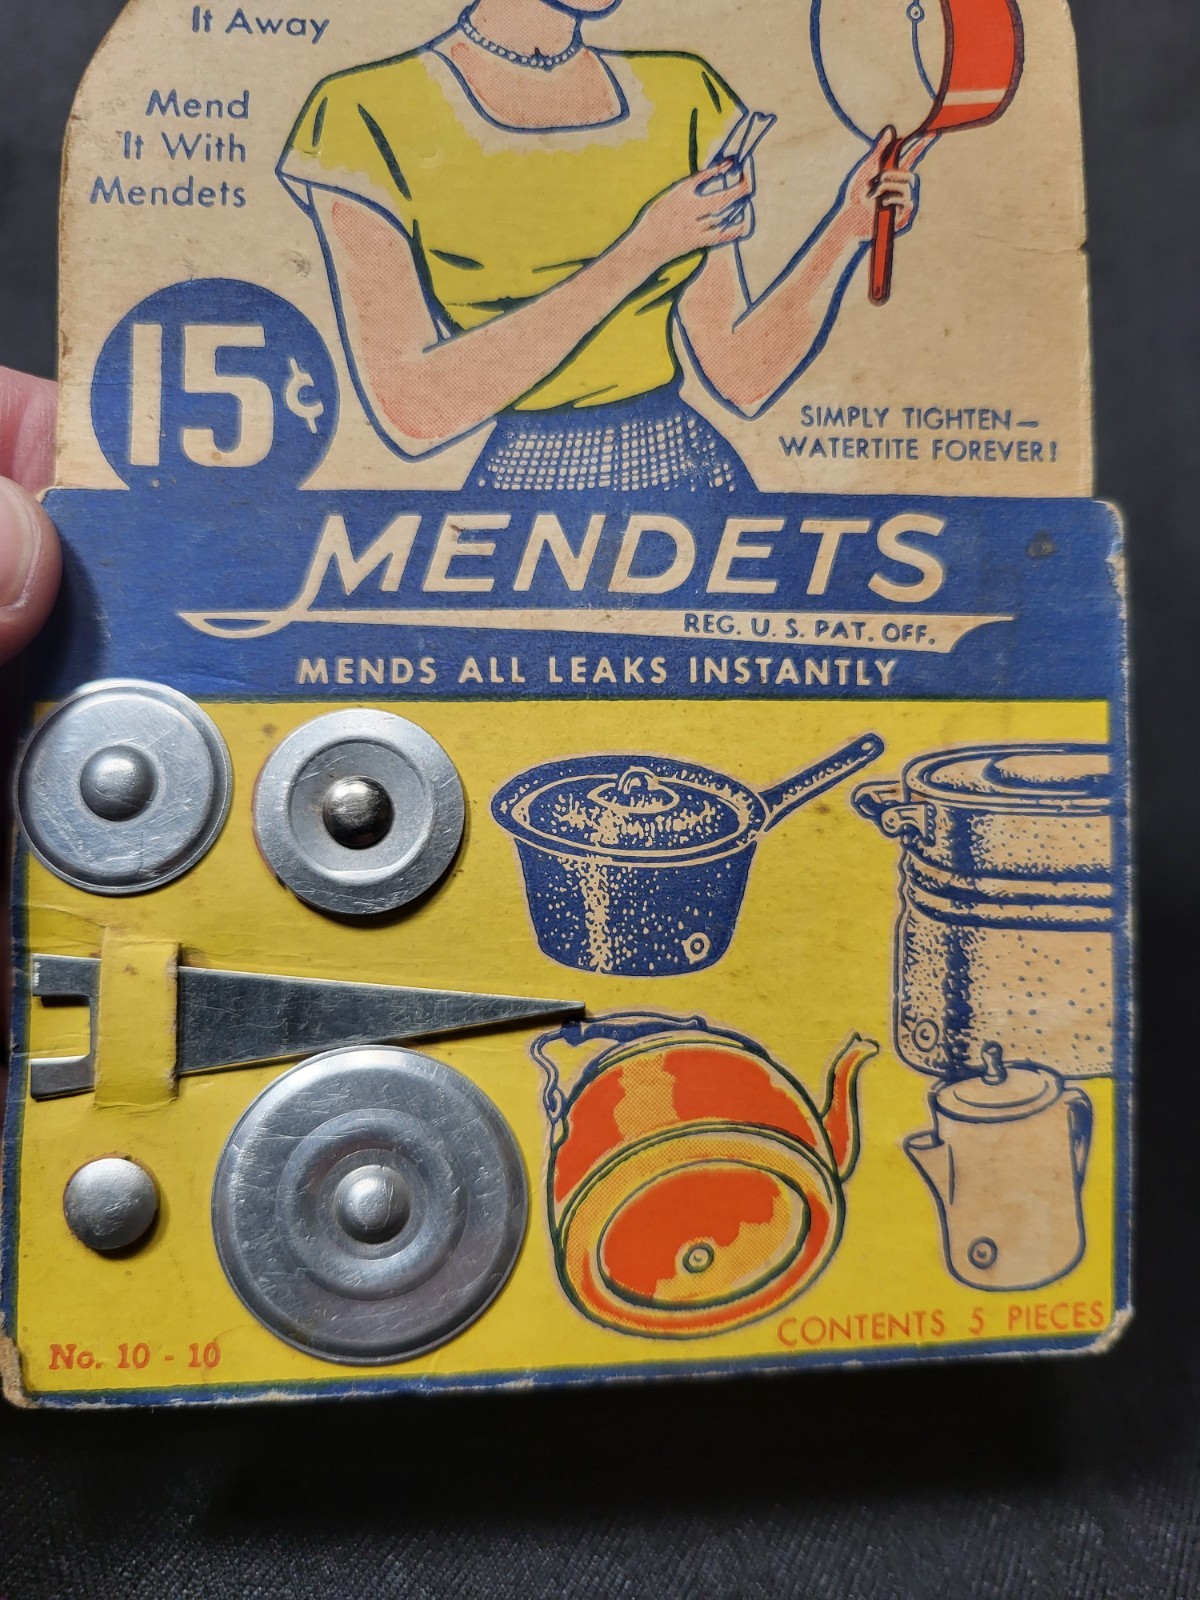 It Away
Mend
It With
Mendets
15¢
SIMPLY TIGHTEN—
WATERTITE FOREVER!
MENDETS
REG. U. S. PAT. OFF.
MENDS ALL LEAKS INSTANTLY
CONTENTS 5 PIECES
No. 10 - 10